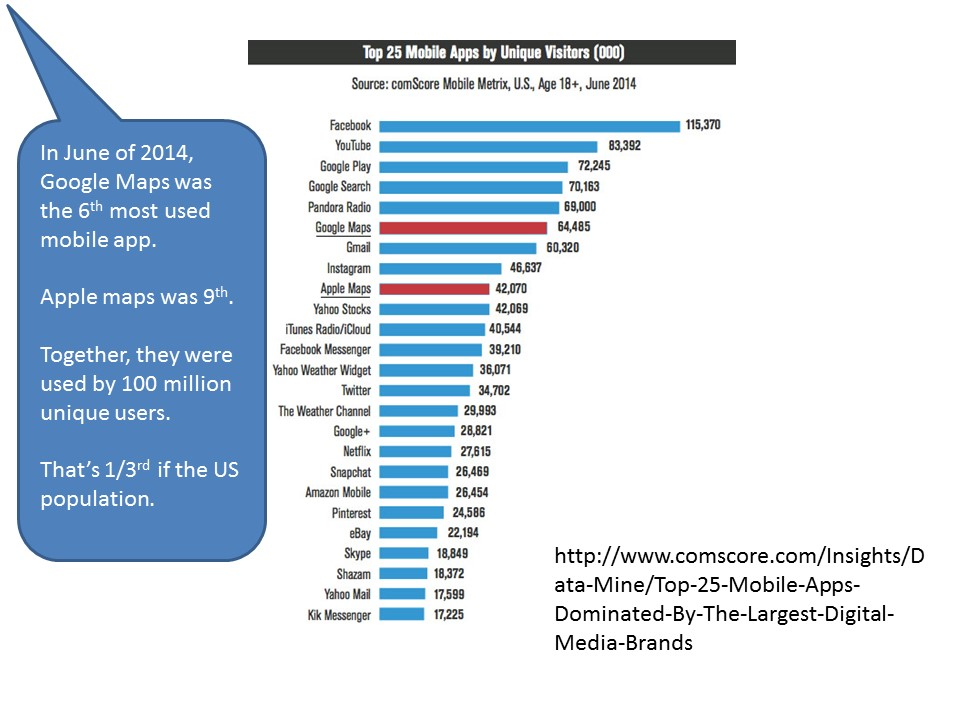 In June of 2014,
Google Maps was
the 6th most used
mobile app.
Apple maps was 9th.
Together, they were
used by 100 million
unique users.
That's 1/3rd if the US
population.
Top 25 Mobile Apps by Unique Visitors (000)
Source: comScore Mobile Metrix, U.S., Age 18+, June 2014
Facebook 115,370
YouTube 83,392
Google Play 72,245
Google Search 70,163
Pandora Radio 69,000
Google Maps 64,485
Gmail 60,320
Instagram 46,637
Apple Maps 42,070
Yahoo Stocks 42,069
iTunes Radio/iCloud 40,544
Facebook Messenger 39,210
Yahoo Weather Widget 36,071
Twitter 34,702
The Weather Channel 29,993
Google+ 28,821
Netflix 27,615
Snapchat 26,469
Amazon Mobile 26,454
Pinterest 24,586
eBay 22,194
Skype 18,849
Shazam 18,372
Yahoo Mail 17,599
Kik Messenger 17,225
http://www.comscore.com/Insights/D
ata-Mine/Top-25-Mobile-Apps-
Dominated-By-The-Largest-Digital-
Media-Brands